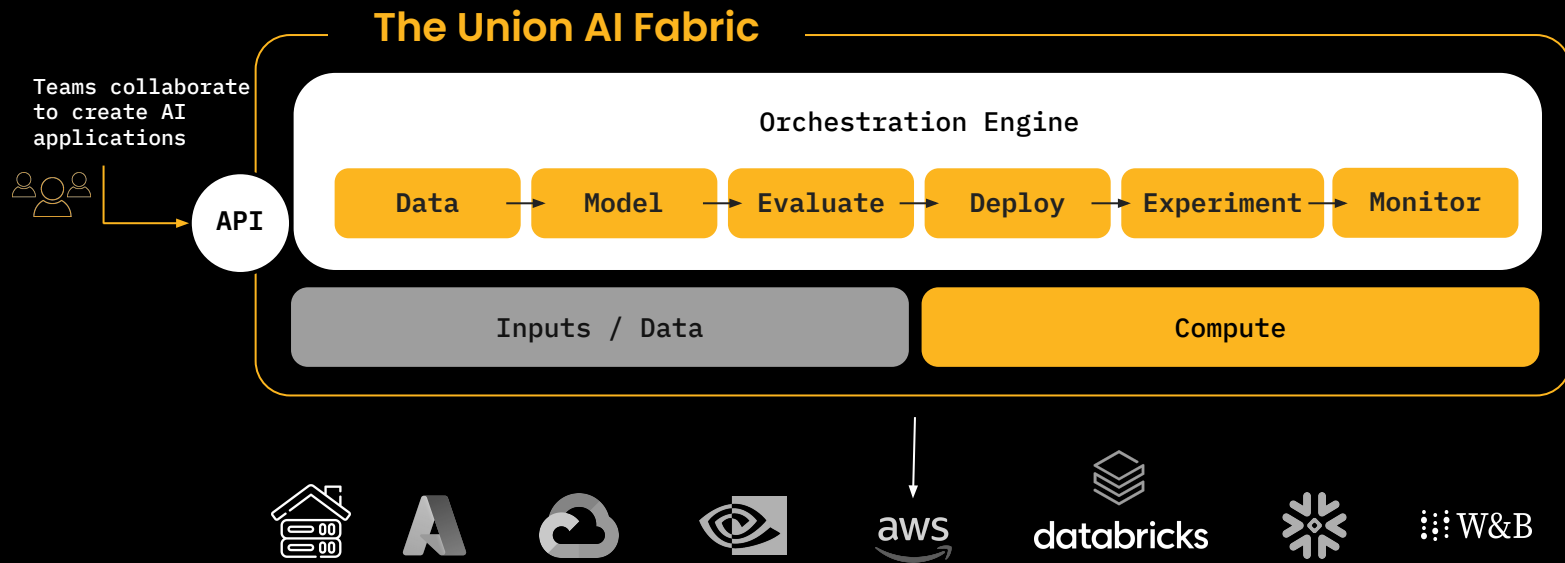 The Union AI Fabric
Teams collaborate
to create AI
applications
API
Orchestration Engine
Data
Model
Evaluate
Deploy
Experiment
Monitor
Inputs / Data
Compute
aws
databricks
W&B